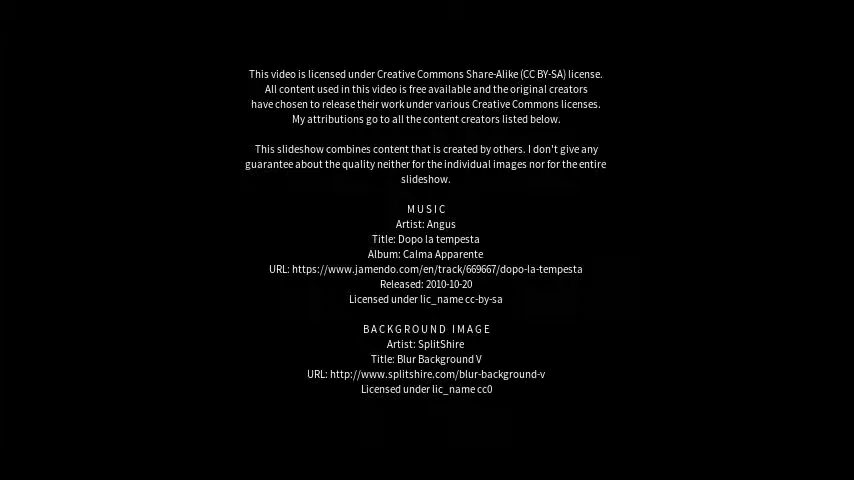 This video is licensed under Creative Commons Share-Alike (CC BY-SA) license.
All content used in this video is free available and the original creators
have chosen to release their work under various Creative Commons licenses.
My attributions go to all the content creators listed below.
This slideshow combines content that is created by others. I don't give any
guarantee about the quality neither for the individual images nor for the entire
slideshow.
MUSIC
Artist: Angus
Title: Dopo la tempesta
Album: Calma Apparente
URL: https://www.jamendo.com/en/track/669667/dopo-la-tempesta
Released: 2010-10-20
Licensed under lic_name cc-by-sa
BACKGROUND IMAGE
Artist: SplitShire
Title: Blur Background V
URL: http://www.splitshire.com/blur-background-v
Licensed under lic_name cc0